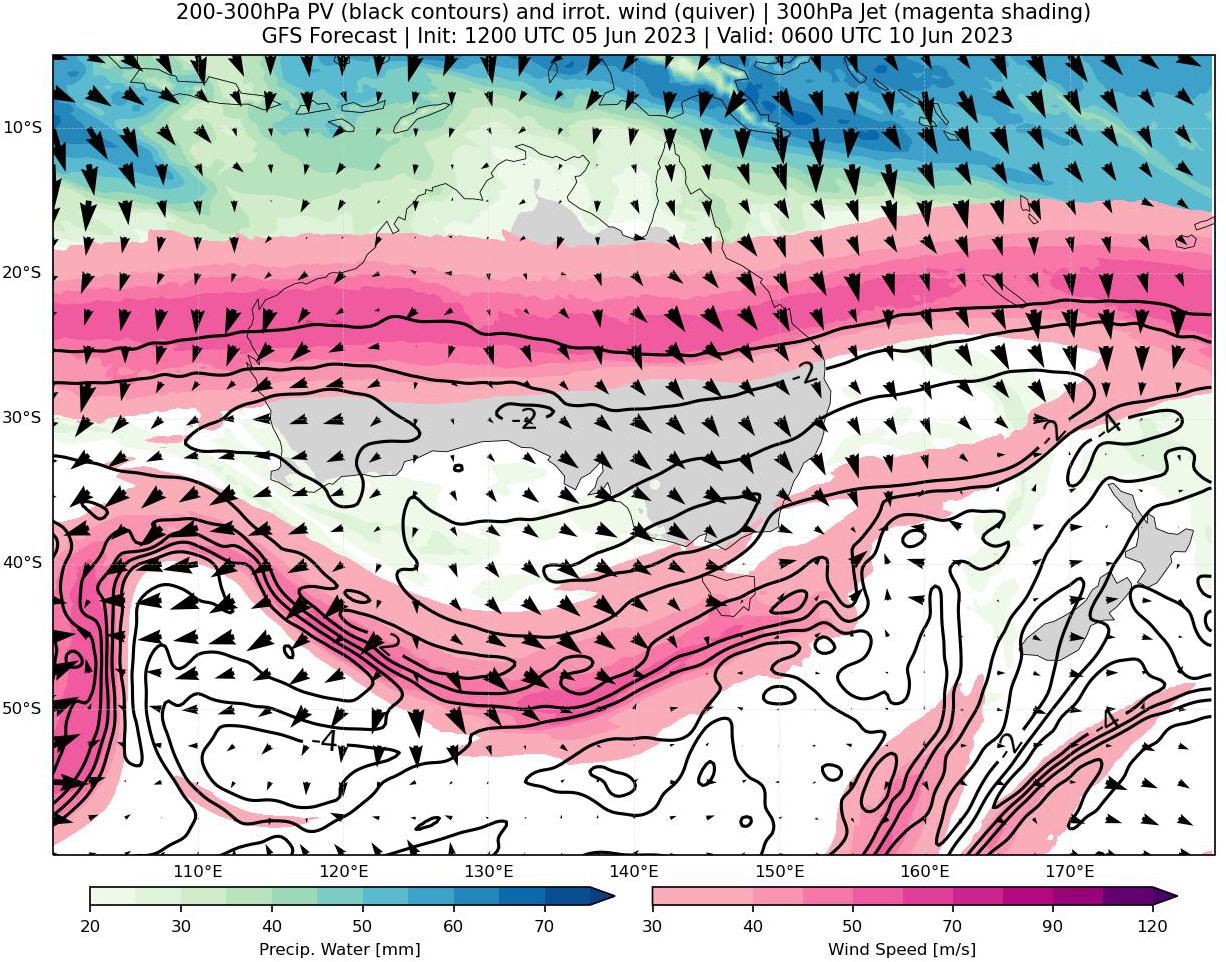 200-300hPa PV (black contours) and irrot. wind (quiver) | 300hPa Jet (magenta shading)
GFS Forecast | Init: 1200 UTC 05 Jun 2023 | Valid: 0600 UTC 10 Jun 2023
10°S
20°S
-2
-2
30°S
-2
-4
40°S
-2
50°S
-4
-4
-2
110°E 120°E 130°E 140°E 150°E 160°E 170°E
20 30 40 50 60 70
30 40 50 70 90 120
Precip. Water [mm]
Wind Speed [m/s]